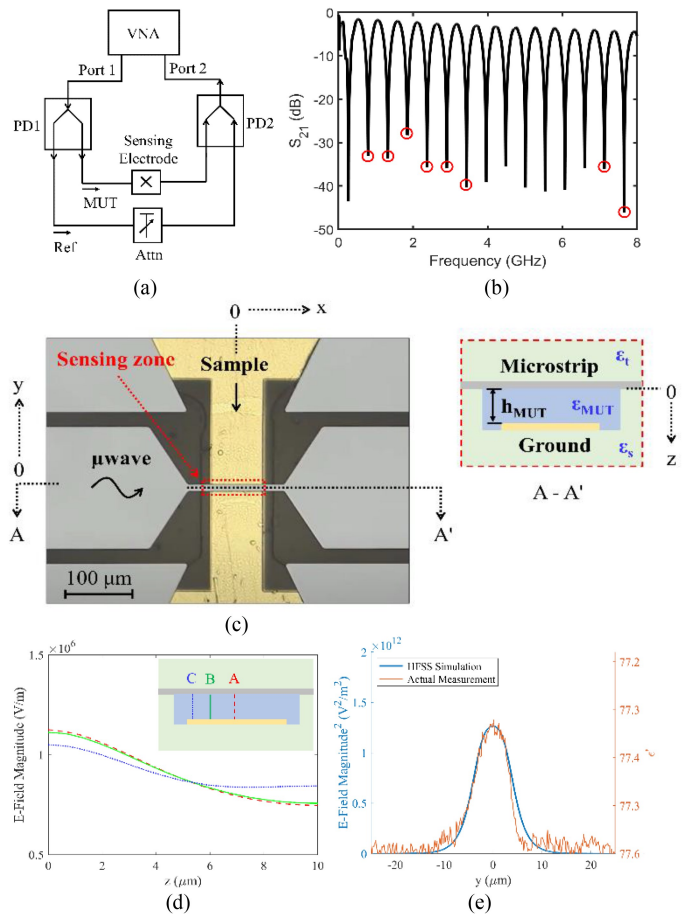 VNA
Port 1
Port 2
PD1
PD2
Sensing
Electrode
MUT
Ref
Attn
(a)
0
-10
-20
-30
-40
-50
S21 (dB)
0 2 4 6 8
Frequency (GHz)
(b)
0
x
Sensing zone
Sample
y
0
μwave
A
A'
100 μm
Microstrip
εt
0
hMUT
εMUT
Ground
εs
z
A - A'
(c)
×10^6
1.5
1.0
0.5
E-Field Magnitude (V/m)
C B A
0 2 4 6 8 10
z (μm)
(d)
×10^12
2
1.5
1
0.5
0
E-Field Magnitude² (V²/m²)
HFSS Simulation
Actual Measurement
77.2
77.3
77.4
77.5
77.6
ε'
-20 -10 0 10 20
y (μm)
(e)